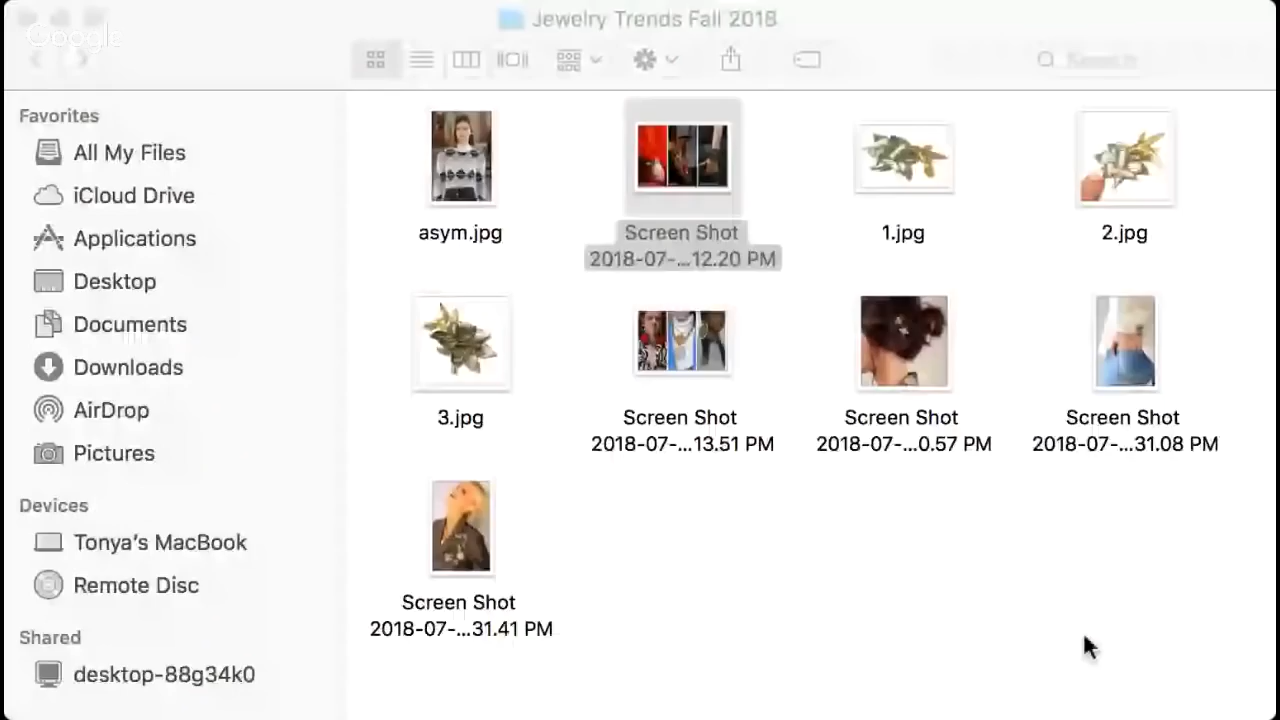 Jewelry Trends Fall 2018
Google
Search
Favorites
All My Files
iCloud Drive
Applications
Desktop
Documents
Downloads
AirDrop
Pictures
Devices
Tonya's MacBook
Remote Disc
Shared
desktop-88g34k0
asym.jpg
Screen Shot
2018-07-...12.20 PM
1.jpg
2.jpg
3.jpg
Screen Shot
2018-07-...13.51 PM
Screen Shot
2018-07-...0.57 PM
Screen Shot
2018-07-...31.08 PM
Screen Shot
2018-07-...31.41 PM